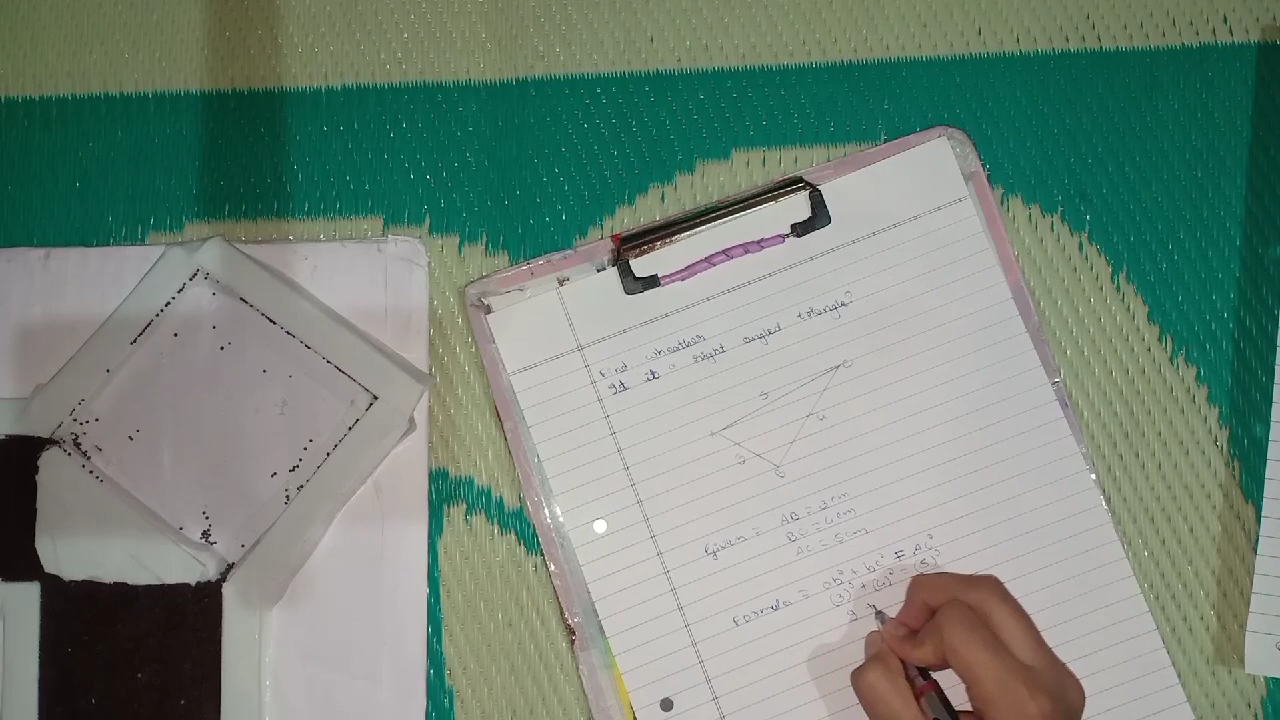 Find wheather
It is a right angled triangle?
C
5
4
3
B
Given = AB = 3cm
BC = 4cm
AC = 5cm
Formula = ab² + bc² = AC²
(3)² + (4)² = (5)²
9 +